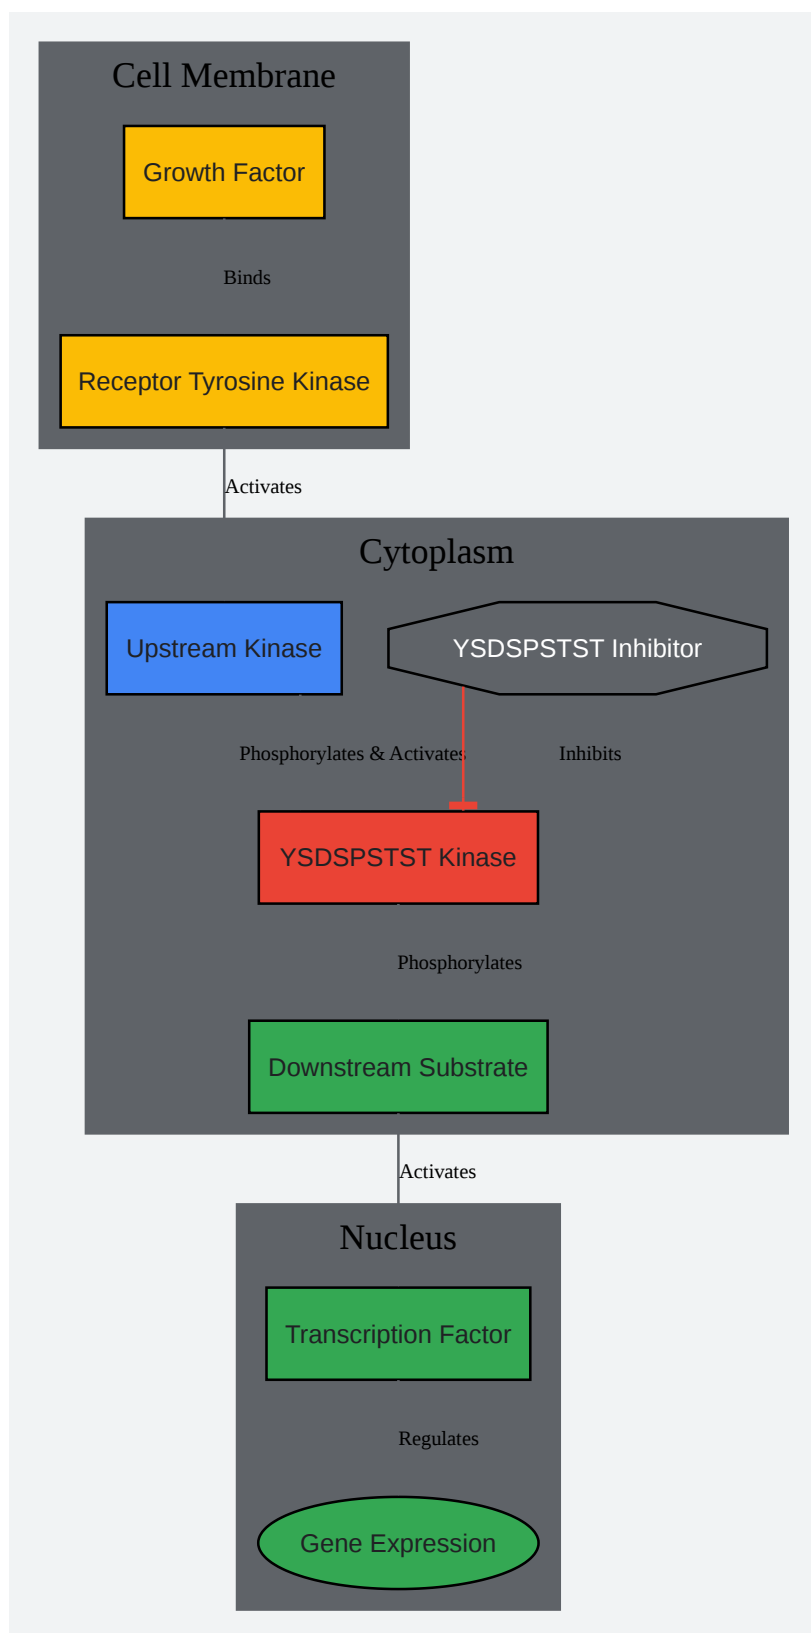 Cell Membrane
Growth Factor
Binds
Receptor Tyrosine Kinase
Activates
Cytoplasm
Upstream Kinase
YSDSPSTST Inhibitor
Phosphorylates & Activates
Inhibits
YSDSPSTST Kinase
Phosphorylates
Downstream Substrate
Activates
Nucleus
Transcription Factor
Regulates
Gene Expression